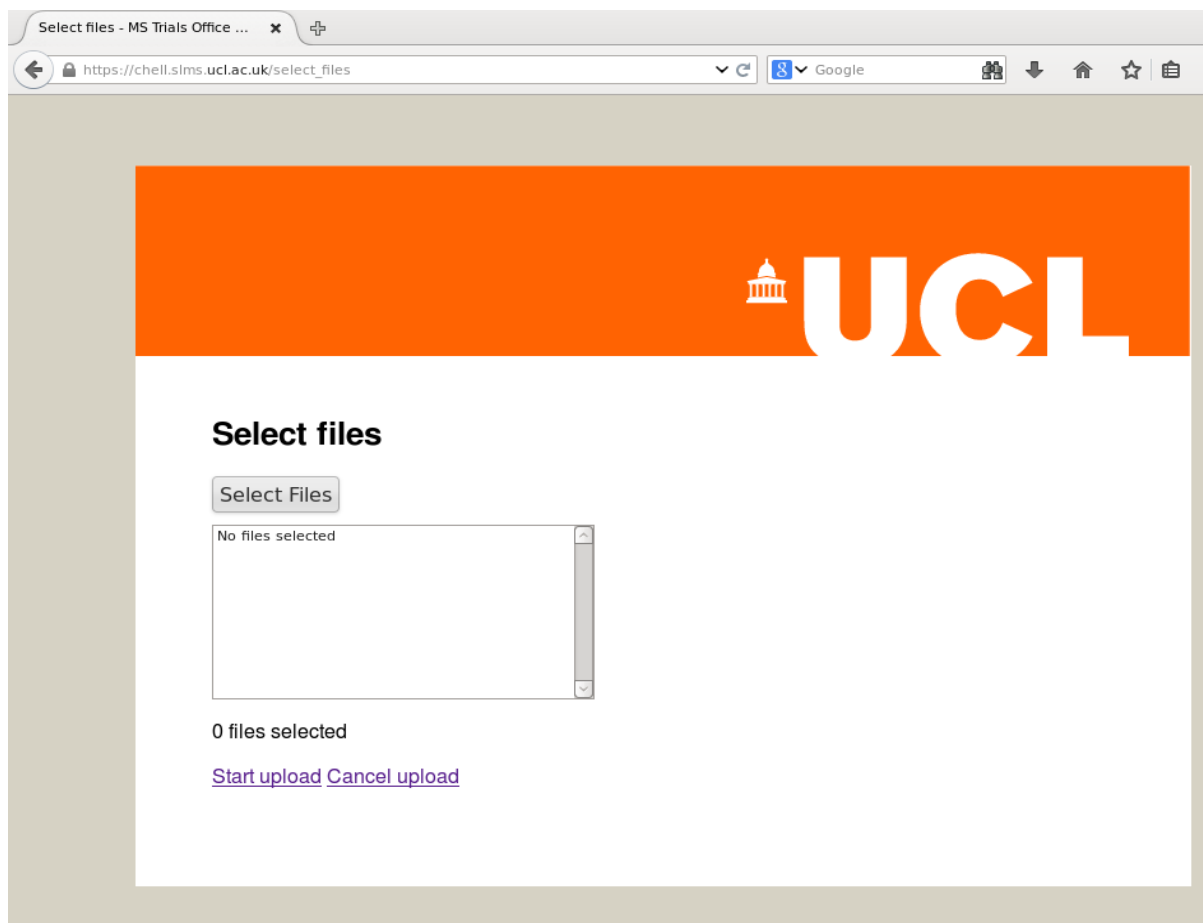 Select files - MS Trials Office ...
https://chell.slms.ucl.ac.uk/select_files
8 Google
UCL
Select files
Select Files
No files selected
0 files selected
Start upload Cancel upload